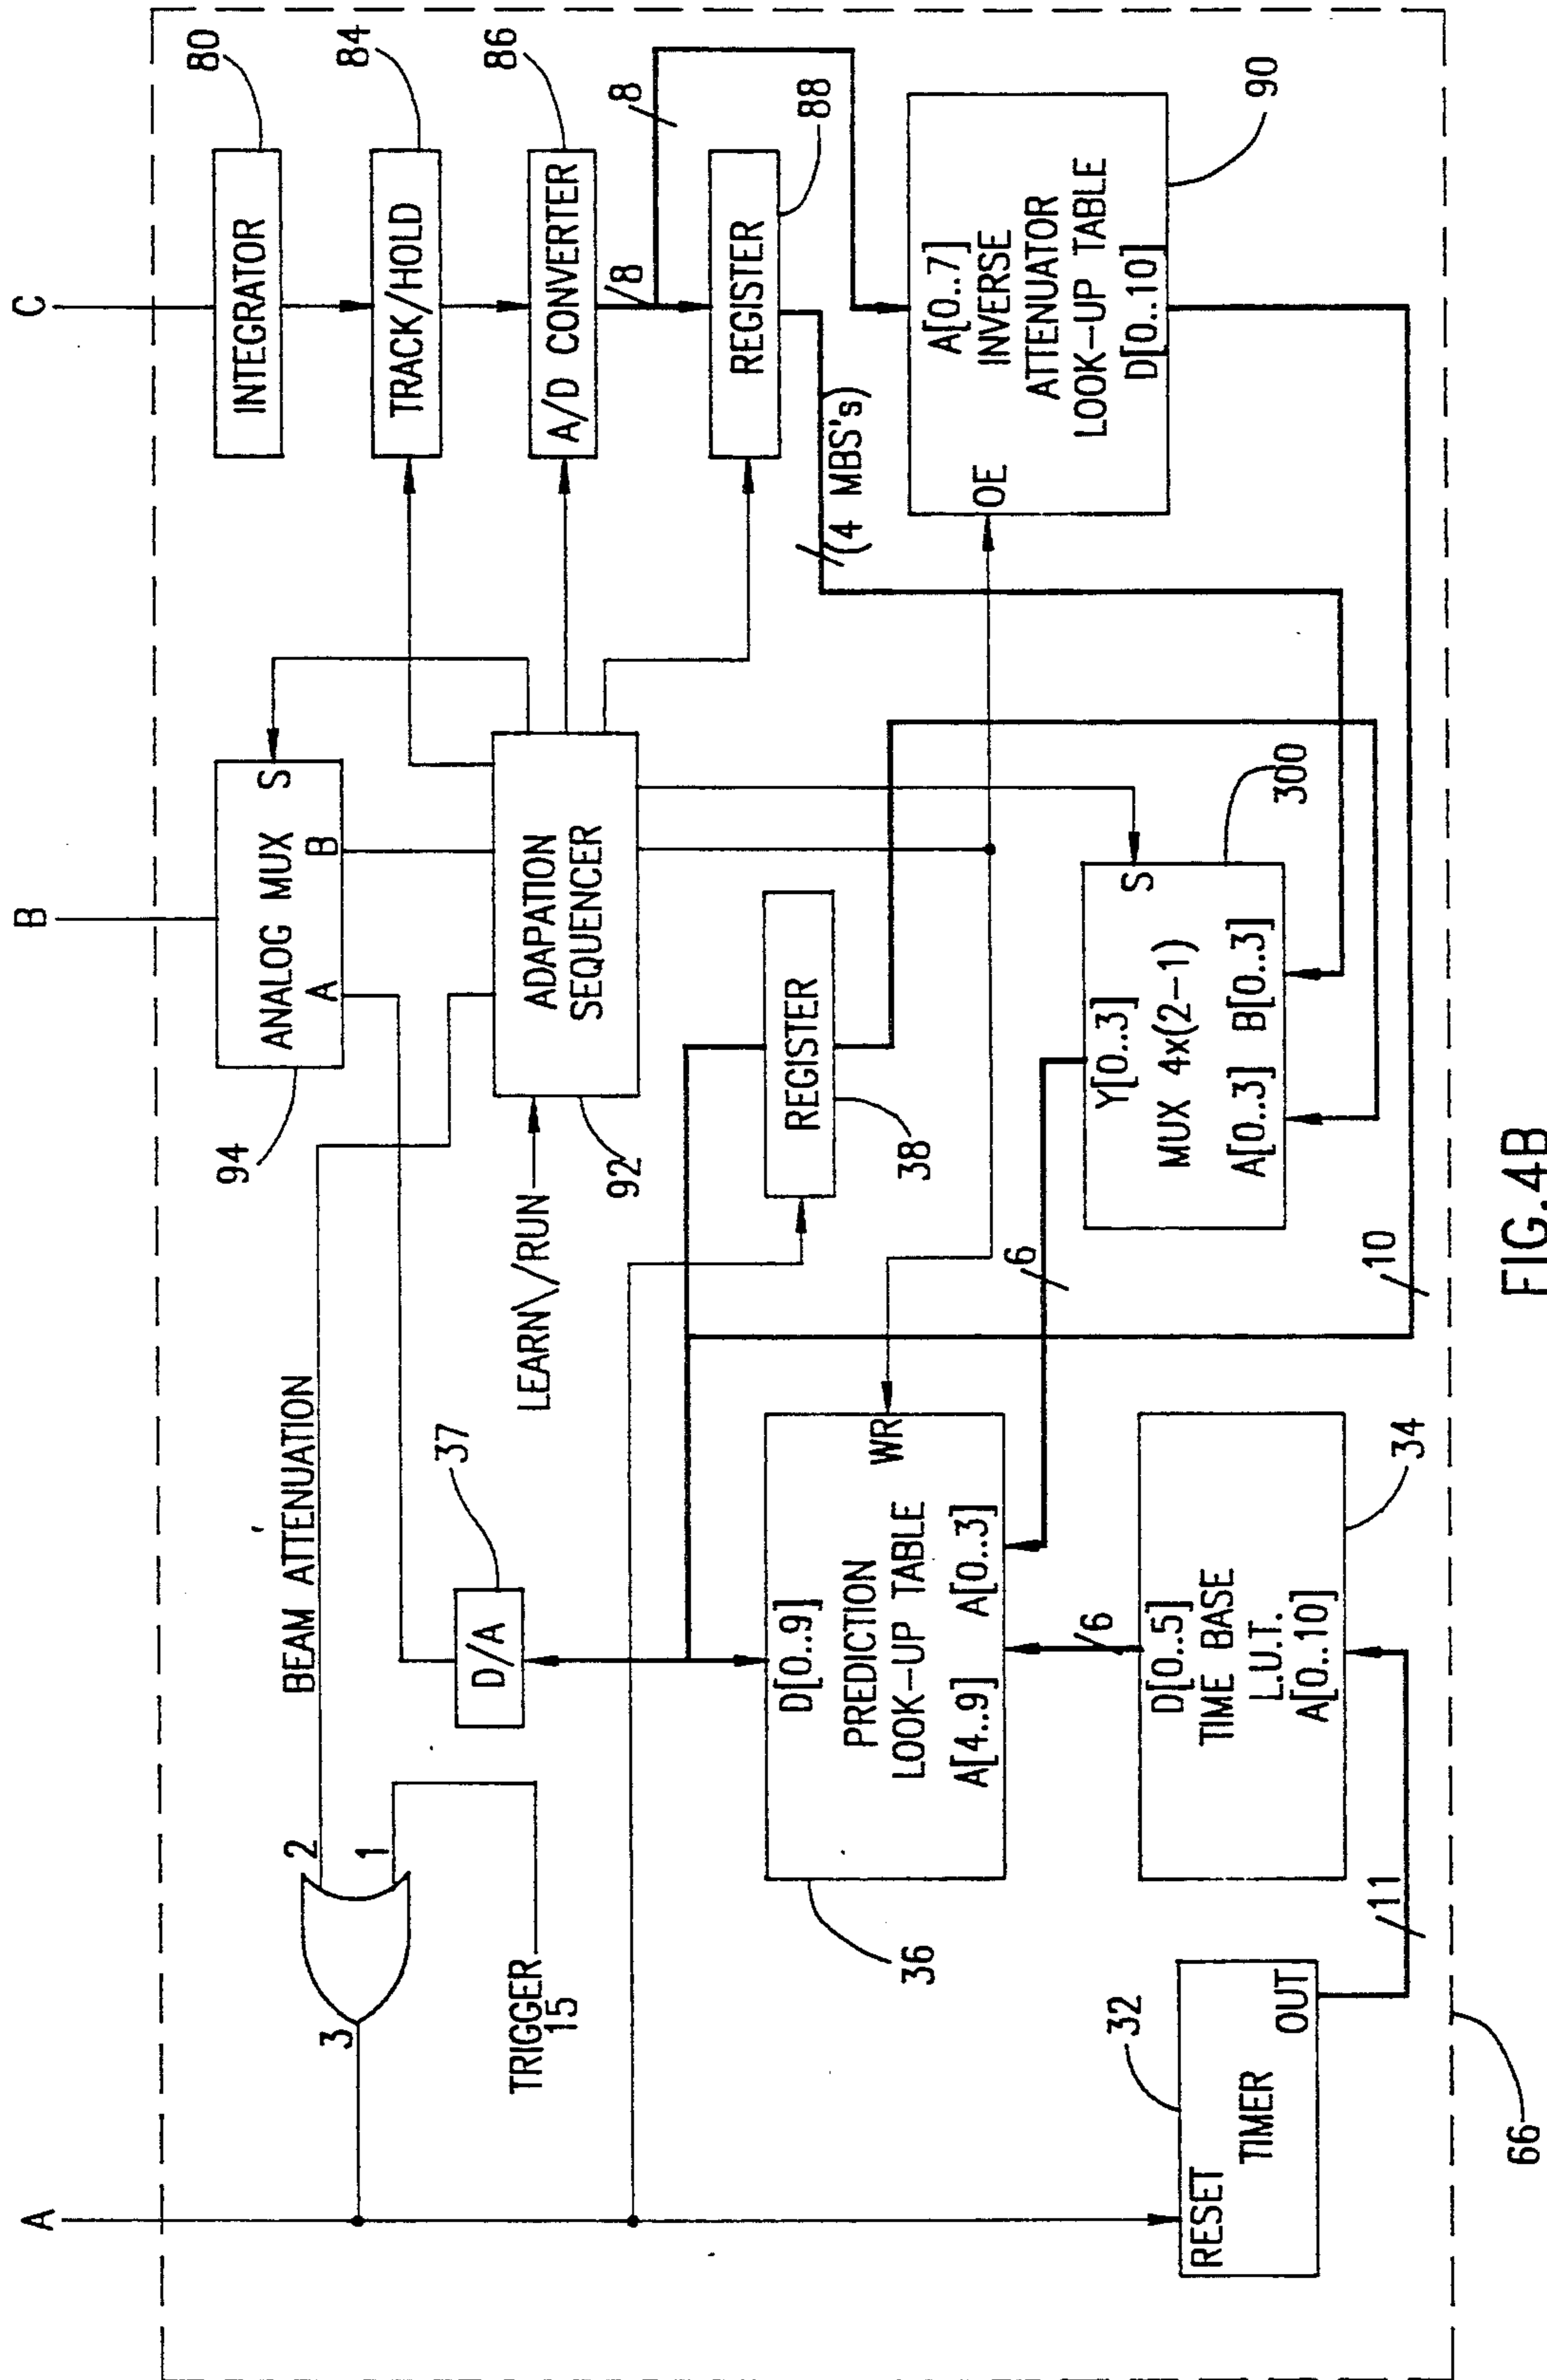 A
B
C
BEAM ATTENUATION
94
ANALOG MUX
A
B
S
INTEGRATOR
80
2
1
3
TRIGGER
15
37
D/A
LEARN\/RUN
ADAPATION
SEQUENCER
92
TRACK/HOLD
84
A/D CONVERTER
86
8
8
REGISTER
88
(4 MBS's)
REGISTER
38
D[0..9]
PREDICTION
LOOK-UP TABLE
WR
A[4..9]
A[0..3]
36
6
6
A[0..7]
INVERSE
ATTENUATOR
LOOK-UP TABLE
D[0..10]
OE
90
Y[0..3]
S
MUX 4x(2-1)
A[0..3]
B[0..3]
300
D[0..5]
TIME BASE
L.U.T.
A[0..10]
34
32
RESET
TIMER
OUT
11
10
66
FIG.4B